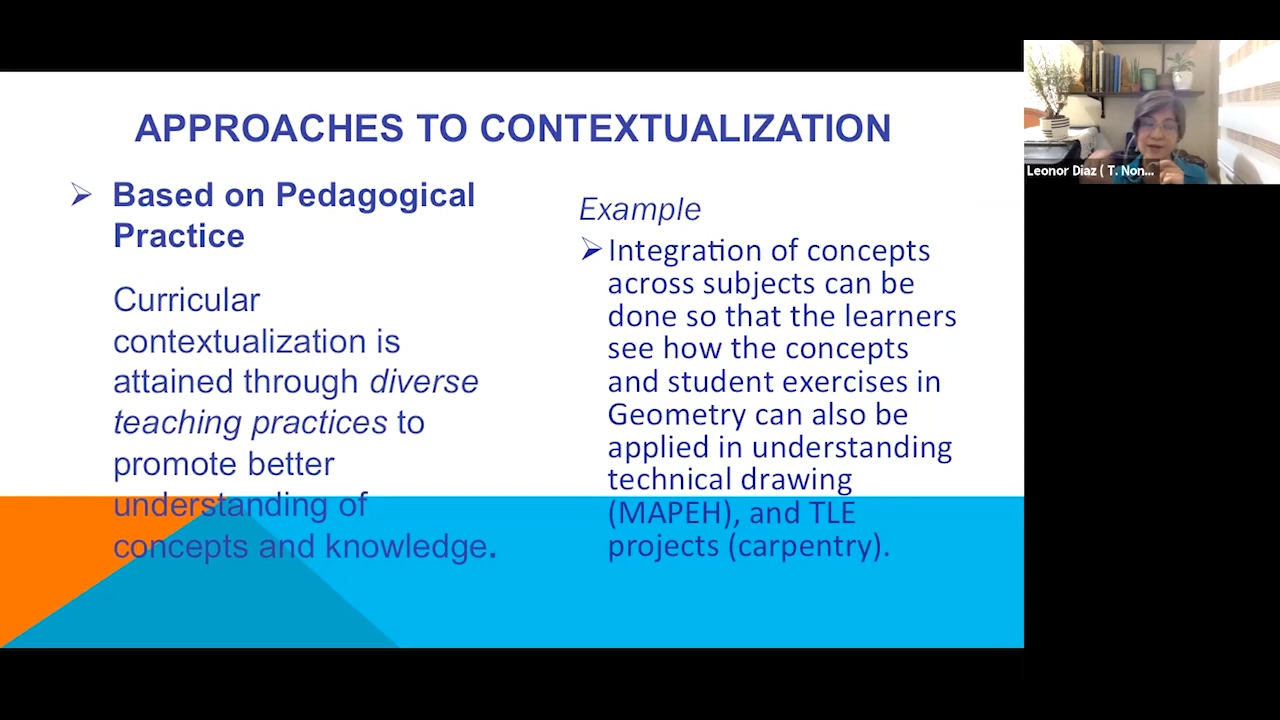 APPROACHES TO CONTEXTUALIZATION
➢ Based on Pedagogical
Practice
Curricular
contextualization is
attained through diverse
teaching practices to
promote better
understanding of
concepts and knowledge.
Example
➢ Integration of concepts
across subjects can be
done so that the learners
see how the concepts
and student exercises in
Geometry can also be
applied in understanding
technical drawing
(MAPEH), and TLE
projects (carpentry).
Leonor Diaz ( T. Non...